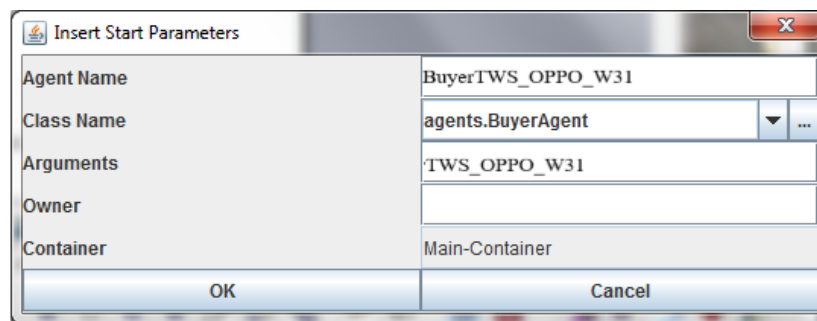 Insert Start Parameters
Agent Name BuyerTWS_OPPO_W31
Class Name agents.BuyerAgent ...
Arguments TWS_OPPO_W31
Owner
Container Main-Container
OK Cancel